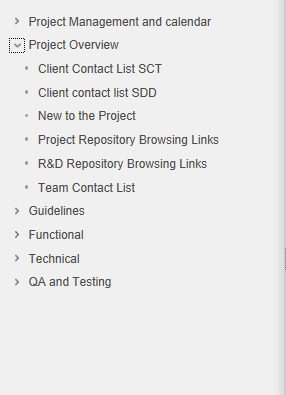 Project Management and calendar
Project Overview
Client Contact List SCT
Client contact list SDD
New to the Project
Project Repository Browsing Links
R&D Repository Browsing Links
Team Contact List
Guidelines
Functional
Technical
QA and Testing